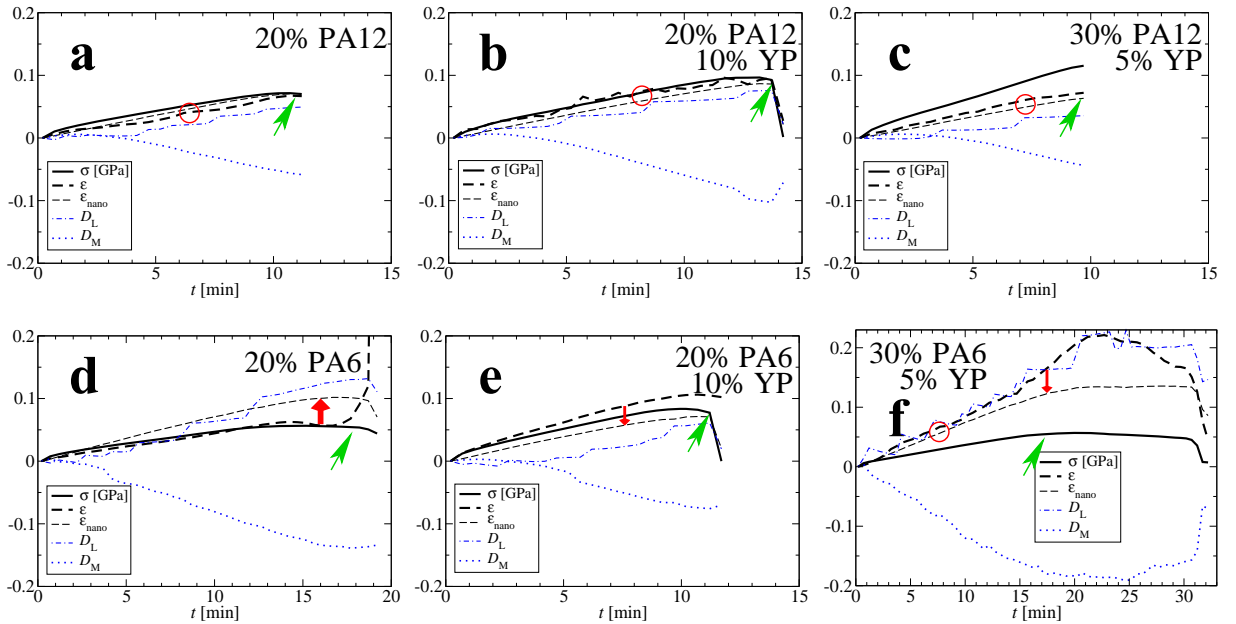 a
20% PA12
0.2
0.1
0
-0.1
-0.2
σ [GPa]
ε
ε_nano
D_L
D_M
0
5
10
15
t [min]
b
20% PA12
10% YP
0.2
0.1
0
-0.1
-0.2
σ [GPa]
ε
ε_nano
D_L
D_M
0
5
10
15
t [min]
c
30% PA12
5% YP
0.2
0.1
0
-0.1
-0.2
σ [GPa]
ε
ε_nano
D_L
D_M
0
5
10
15
t [min]
d
20% PA6
0.2
0.1
0
-0.1
-0.2
σ [GPa]
ε
ε_nano
D_L
D_M
0
5
10
15
20
t [min]
e
20% PA6
10% YP
0.2
0.1
0
-0.1
-0.2
σ [GPa]
ε
ε_nano
D_L
D_M
0
5
10
15
t [min]
f
30% PA6
5% YP
0.2
0.1
0
-0.1
-0.2
σ [GPa]
ε
ε_nano
D_L
D_M
0
5
10
15
20
25
30
t [min]